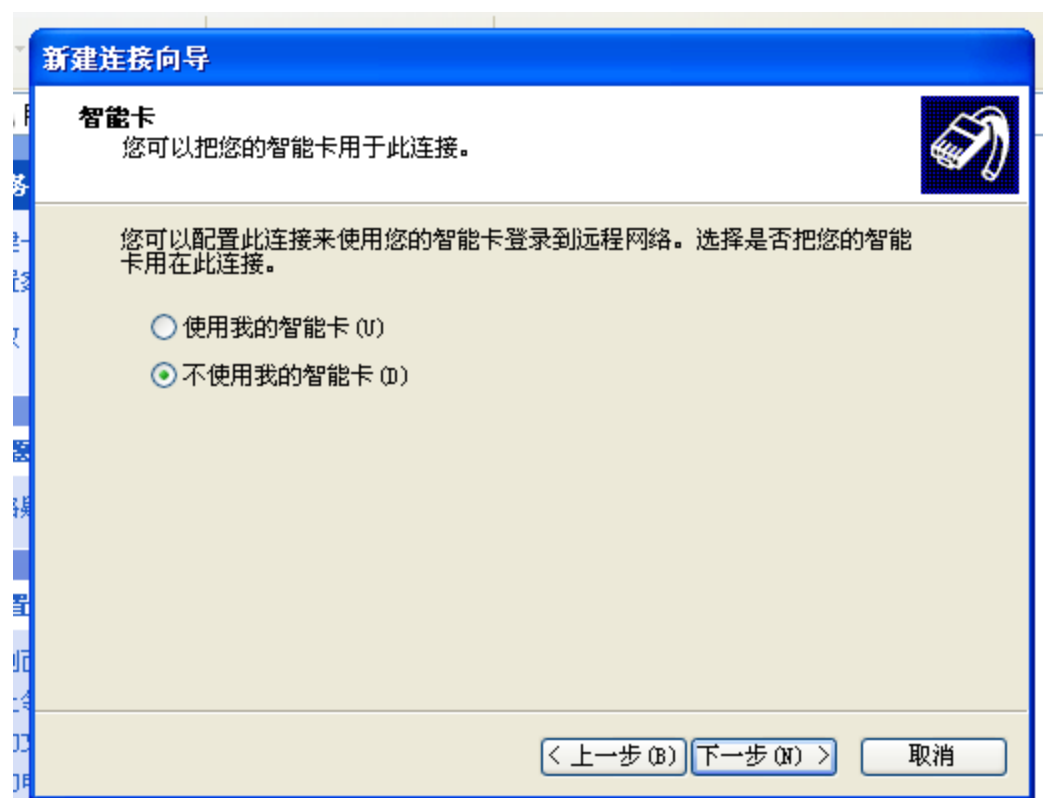 新建连接向导
智能卡
您可以把您的智能卡用于此连接。
您可以配置此连接来使用您的智能卡登录到远程网络。选择是否把您的智能
卡用在此连接。
使用我的智能卡(U)
不使用我的智能卡(D)
< 上一步(B) 下一步(N) > 取消